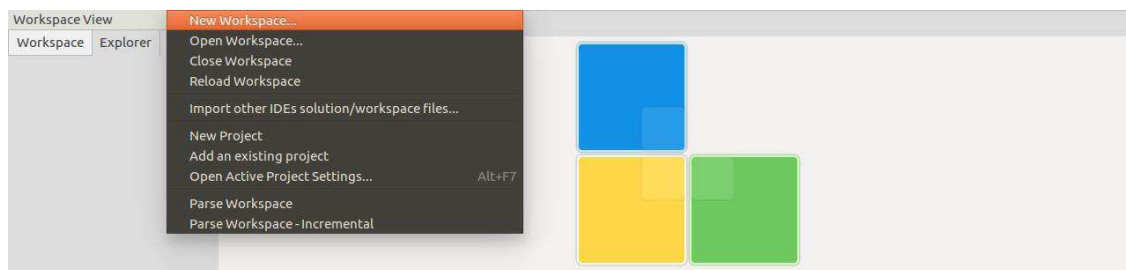 Workspace View
Workspace Explorer
New Workspace...
Open Workspace...
Close Workspace
Reload Workspace
Import other IDEs solution/workspace files...
New Project
Add an existing project
Open Active Project Settings... Alt+F7
Parse Workspace
Parse Workspace - Incremental